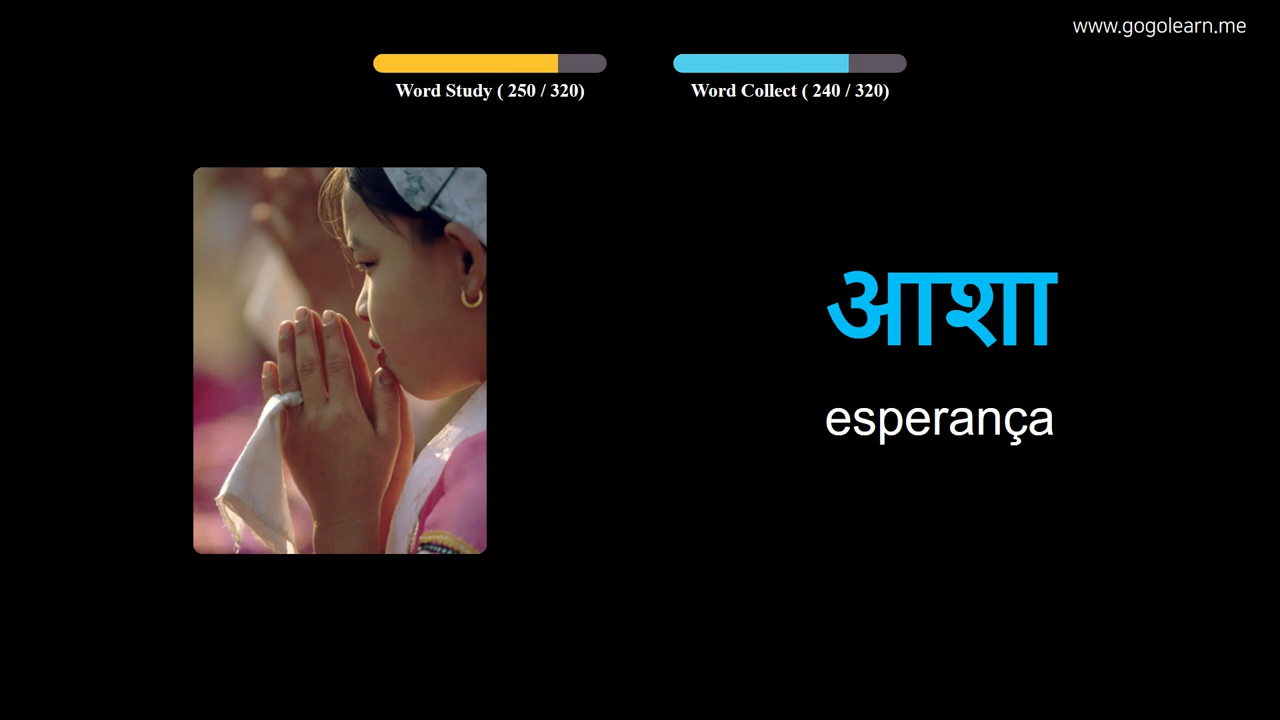 www.gogolearn.me
Word Study ( 250 / 320)
Word Collect ( 240 / 320)
आशा
esperança